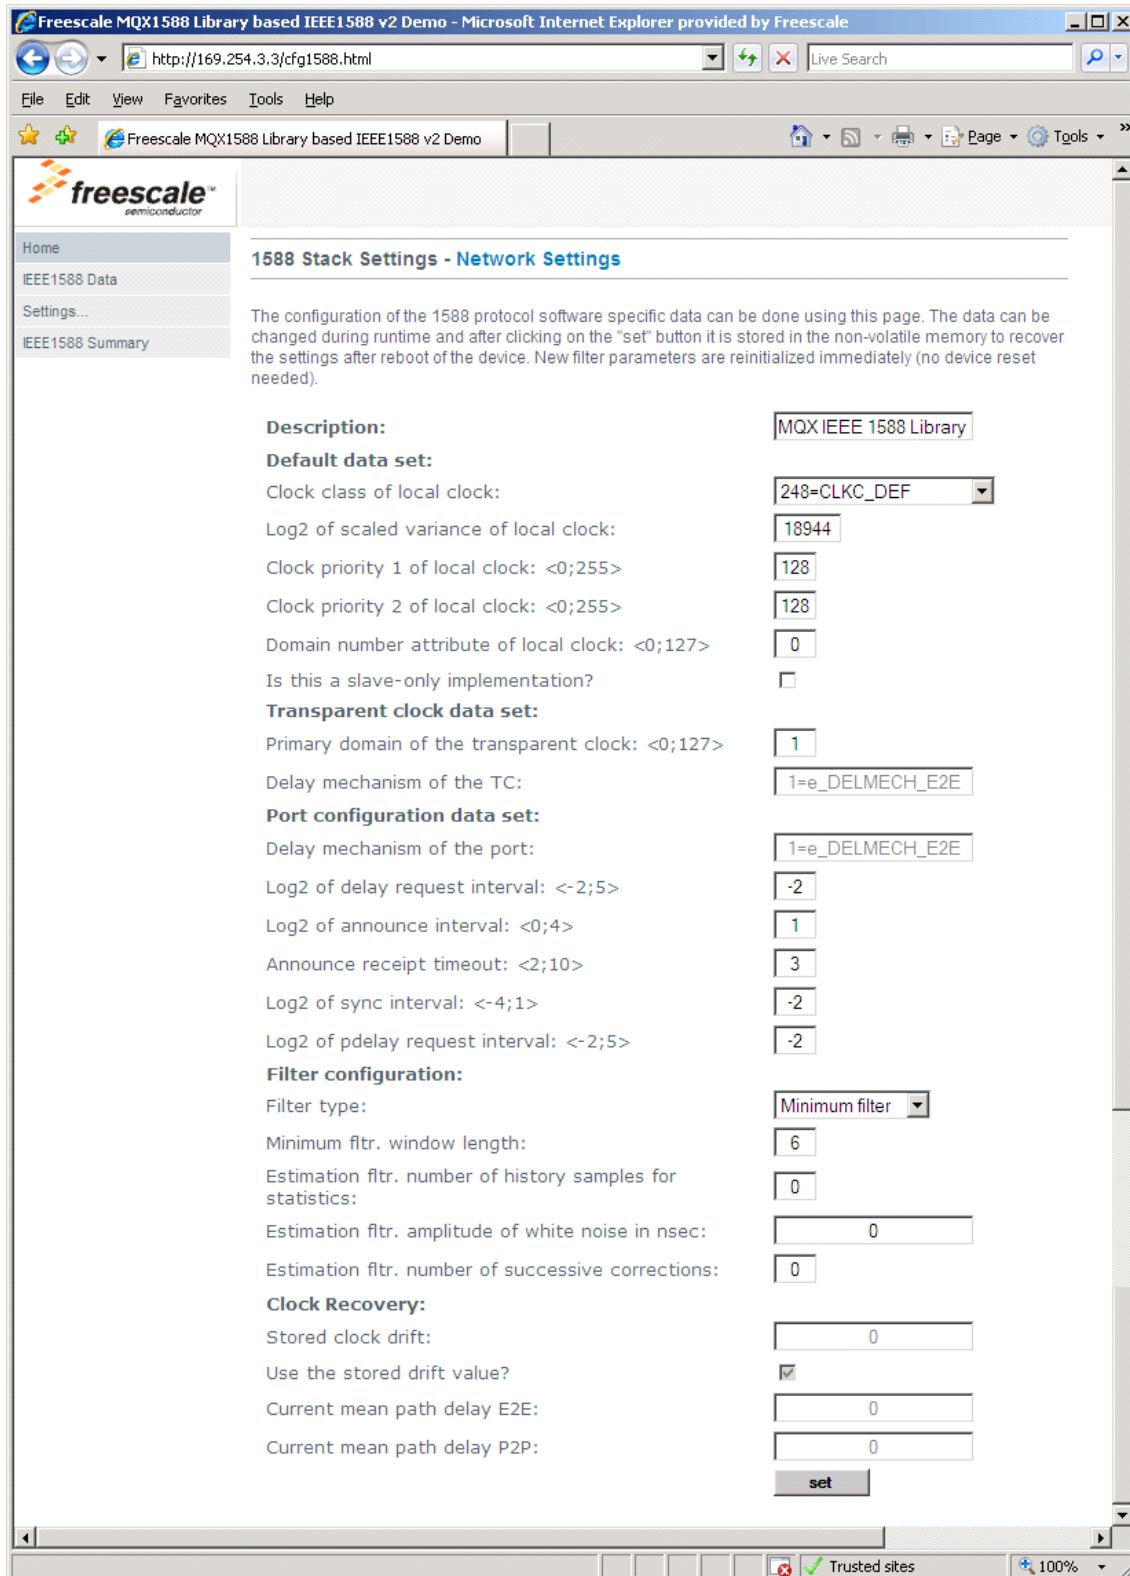 Freescale MQX1588 Library based IEEE1588 v2 Demo - Microsoft Internet Explorer provided by Freescale
http://169.254.3.3/cfg1588.html
Live Search
File Edit View Favorites Tools Help
Freescale MQX1588 Library based IEEE1588 v2 Demo
Page
Tools
»
freescale™
semiconductor
Home
IEEE1588 Data
Settings...
IEEE1588 Summary
1588 Stack Settings - Network Settings
The configuration of the 1588 protocol software specific data can be done using this page. The data can be
changed during runtime and after clicking on the "set" button it is stored in the non-volatile memory to recover
the settings after reboot of the device. New filter parameters are reinitialized immediately (no device reset
needed).
Description: MQX IEEE 1588 Library
Default data set:
Clock class of local clock: 248=CLKC_DEF
Log2 of scaled variance of local clock: 18944
Clock priority 1 of local clock: <0;255> 128
Clock priority 2 of local clock: <0;255> 128
Domain number attribute of local clock: <0;127> 0
Is this a slave-only implementation?
Transparent clock data set:
Primary domain of the transparent clock: <0;127> 1
Delay mechanism of the TC: 1=e_DELMECH_E2E
Port configuration data set:
Delay mechanism of the port: 1=e_DELMECH_E2E
Log2 of delay request interval: <-2;5> -2
Log2 of announce interval: <0;4> 1
Announce receipt timeout: <2;10> 3
Log2 of sync interval: <-4;1> -2
Log2 of pdelay request interval: <-2;5> -2
Filter configuration:
Filter type: Minimum filter
Minimum fltr. window length: 6
Estimation fltr. number of history samples for
statistics: 0
Estimation fltr. amplitude of white noise in nsec: 0
Estimation fltr. number of successive corrections: 0
Clock Recovery:
Stored clock drift: 0
Use the stored drift value?
Current mean path delay E2E: 0
Current mean path delay P2P: 0
set
Trusted sites
100%